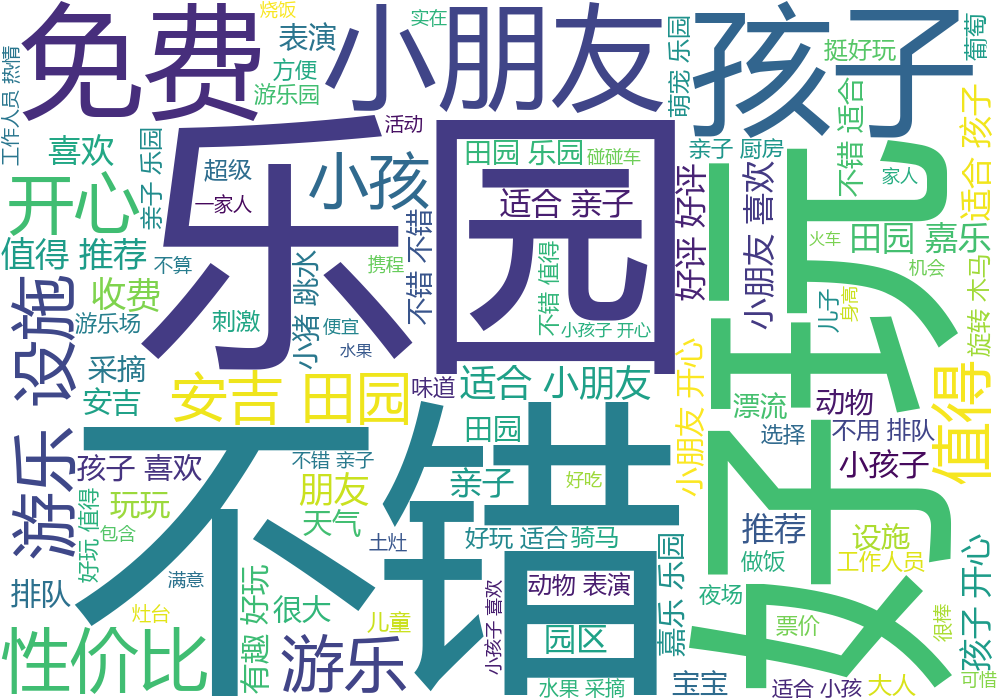 免费
小朋友
孩子
乐园
不错
好玩
烧饭
实在
表演
方便
游乐园
萌宠 乐园
挺好玩
葡萄
工作人员 热情
喜欢
亲子 乐园
活动
超级
小孩
一家人
开心
值得 推荐
不算
收费
游乐场
刺激
小猪 跳水
便宜
携程
水果
不错 不错
田园 乐园
碰碰车
适合 亲子
不错 值得
小孩子 开心
好评 好评
亲子 厨房
小朋友 喜欢
不错 适合
适合 孩子
家人
田园 嘉乐
火车
机会
儿子
身高
旋转 木马
游乐 设施
采摘
安吉
安吉 田园
味道
适合 小朋友
田园
小朋友 开心
漂流
动物
选择
不用 排队
值得
小孩子
孩子 喜欢
不错 亲子
朋友
亲子
好吃
好玩 值得
玩玩
包含
天气
土灶
好玩 适合
骑马
推荐
设施
做饭
工作人员
排队
满意
灶台
有趣 好玩
很大
儿童
小孩子 喜欢
动物 表演
嘉乐 乐园
夜场
票价
很棒
孩子 开心
性价比
游乐
园区
水果 采摘
宝宝
适合 小孩
大人
可惜